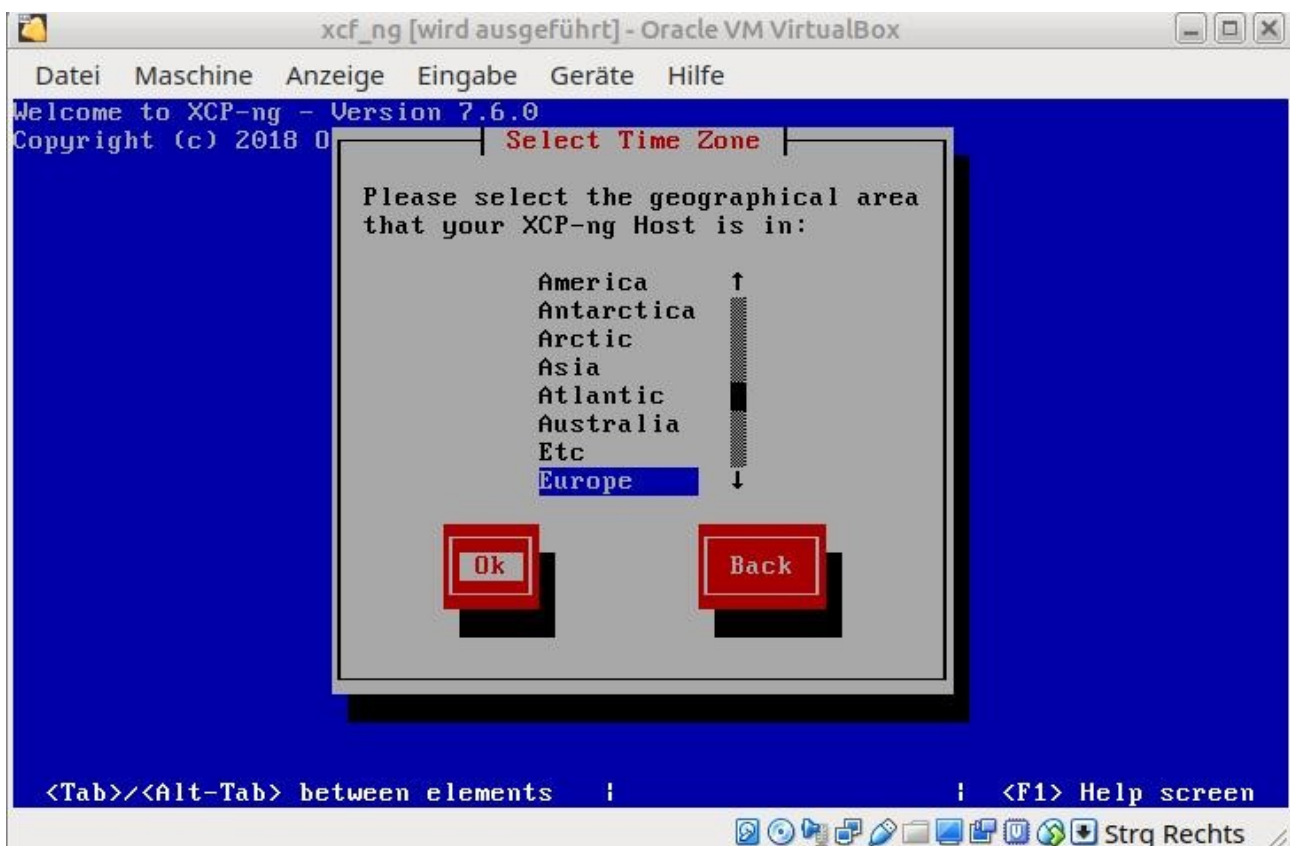 xcf_ng [wird ausgeführt] - Oracle VM VirtualBox
Datei Maschine Anzeige Eingabe Geräte Hilfe
Welcome to XCP-ng - Version 7.6.0
Copyright (c) 2018 O
Select Time Zone
Please select the geographical area
that your XCP-ng Host is in:
America
Antarctica
Arctic
Asia
Atlantic
Australia
Etc
Europe
Ok Back
<Tab>/<Alt-Tab> between elements | | <F1> Help screen
Strg Rechts